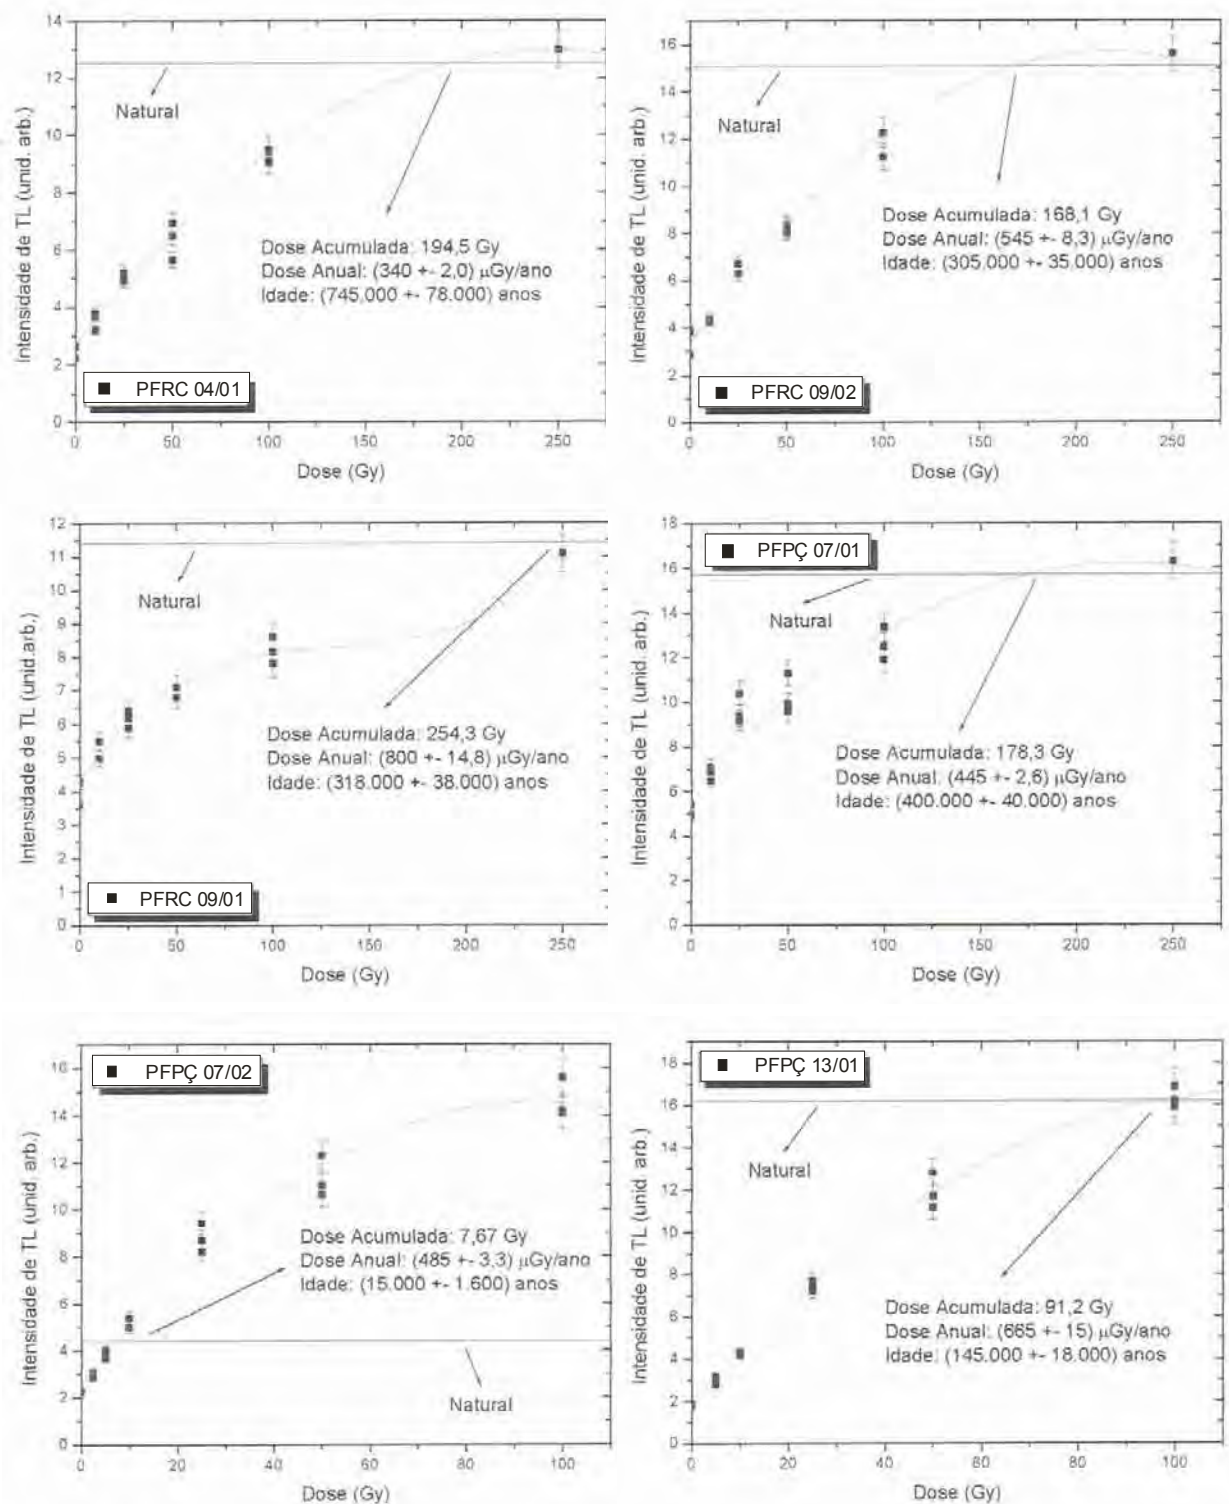 14
12
10
8
6
4
2
0
Intensidade de TL (unid. arb.)
Natural
Dose Acumulada: 194,5 Gy
Dose Anual: (340 +- 2,0) µGy/ano
Idade: (745.000 +- 78.000) anos
PFRC 04/01
0 50 100 150 200 250
Dose (Gy)
16
14
12
10
8
6
4
2
0
Intensidade de TL (unid. arb.)
Natural
Dose Acumulada: 168,1 Gy
Dose Anual: (545 +- 8,3) µGy/ano
Idade: (305.000 +- 35.000) anos
PFRC 09/02
0 50 100 150 200 250
Dose (Gy)
12
11
10
9
8
7
6
5
4
3
2
1
0
Intensidade de TL (unid.arb.)
Natural
Dose Acumulada: 254,3 Gy
Dose Anual: (800 +- 14,8) µGy/ano
Idade: (318.000 +- 38.000) anos
PFRC 09/01
0 50 100 150 200 250
Dose (Gy)
18
16
14
12
10
8
6
4
2
0
Intensidade de TL (unid. arb.)
PFPÇ 07/01
Natural
Dose Acumulada: 178,3 Gy
Dose Anual: (445 +- 2,6) µGy/ano
Idade: (400.000 +- 40.000) anos
0 50 100 150 200 250
Dose (Gy)
16
14
12
10
8
6
4
2
0
Intensidade de TL (unid. arb.)
PFPÇ 07/02
Dose Acumulada: 7,67 Gy
Dose Anual: (485 +- 3,3) µGy/ano
Idade: (15.000 +- 1.600) anos
Natural
0 20 40 60 80 100
Dose (Gy)
18
16
14
12
10
8
6
4
2
0
Intensidade de TL (unid. arb.)
PFPÇ 13/01
Natural
Dose Acumulada: 91,2 Gy
Dose Anual: (665 +- 15) µGy/ano
Idade: (145.000 +- 18.000) anos
0 20 40 60 80 100
Dose (Gy)